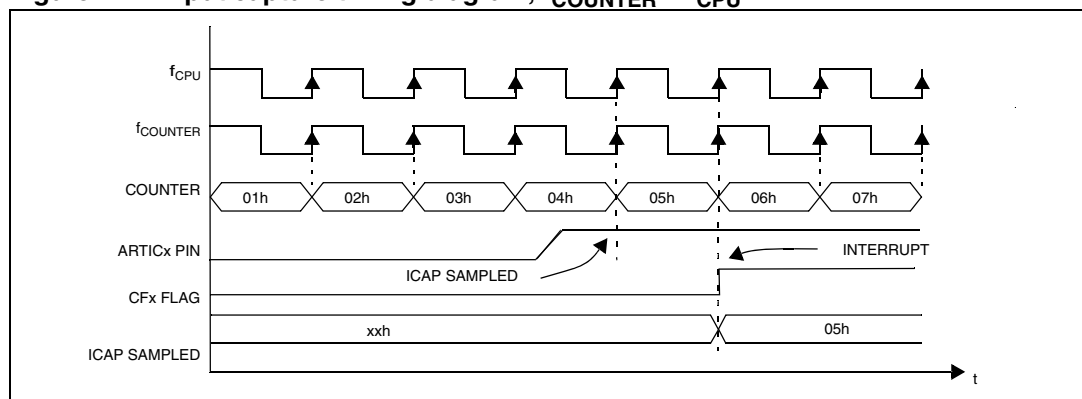 fCPU
fCOUNTER
COUNTER 01h 02h 03h 04h 05h 06h 07h
ARTICx PIN
ICAP SAMPLED
INTERRUPT
CFx FLAG
xxh 05h
ICAP SAMPLED
t